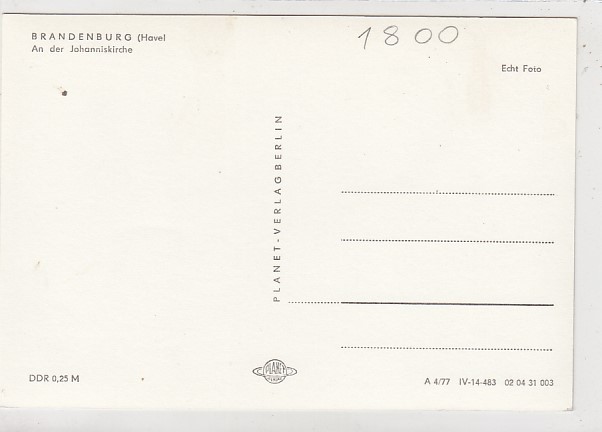 BRANDENBURG (Havel
An der Johanniskirche
1800
Echt Foto
PLANET-VERLAG BERLIN
DDR 0,25 M
PLANET
A 4/77 IV-14-483 02 04 31 003